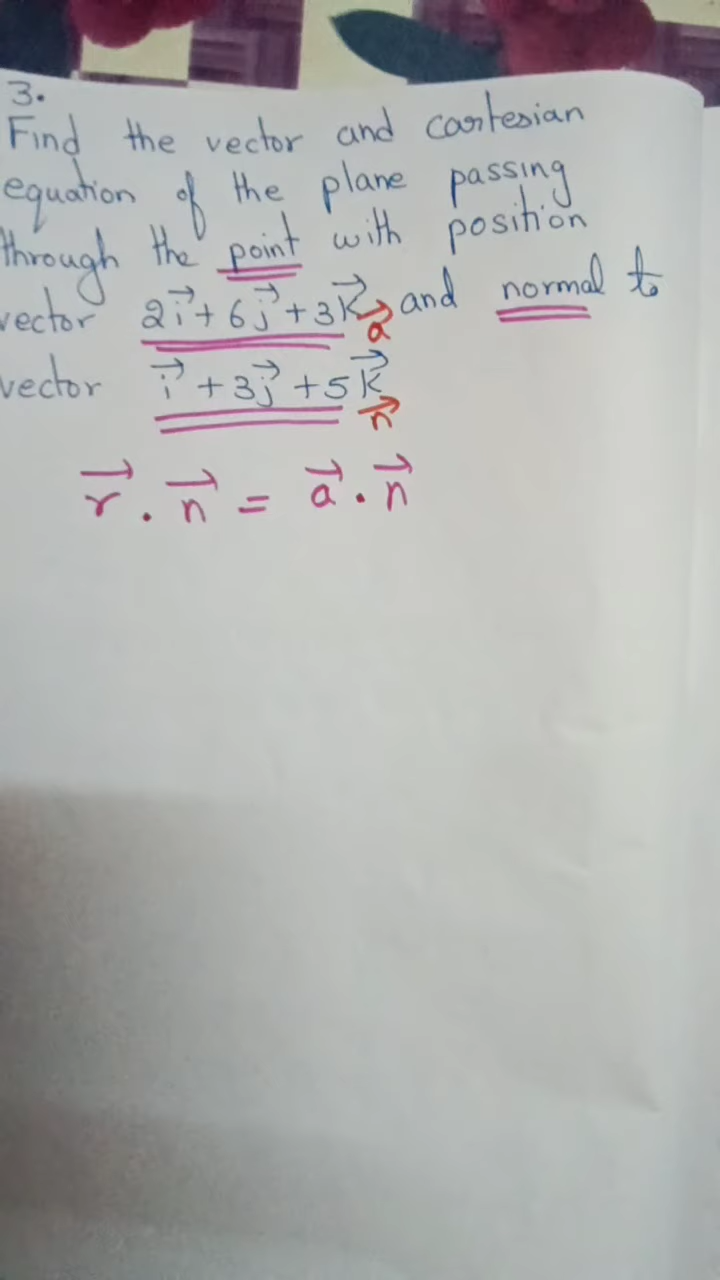 3.
Find the vector and cartesian
equation of the plane passing
through the point with position
vector 2i⃗ + 6j⃗ + 3k⃗ a⃗ and normal to
vector i⃗ + 3j⃗ + 5k⃗ n⃗
r⃗ . n⃗ = a⃗ . n⃗